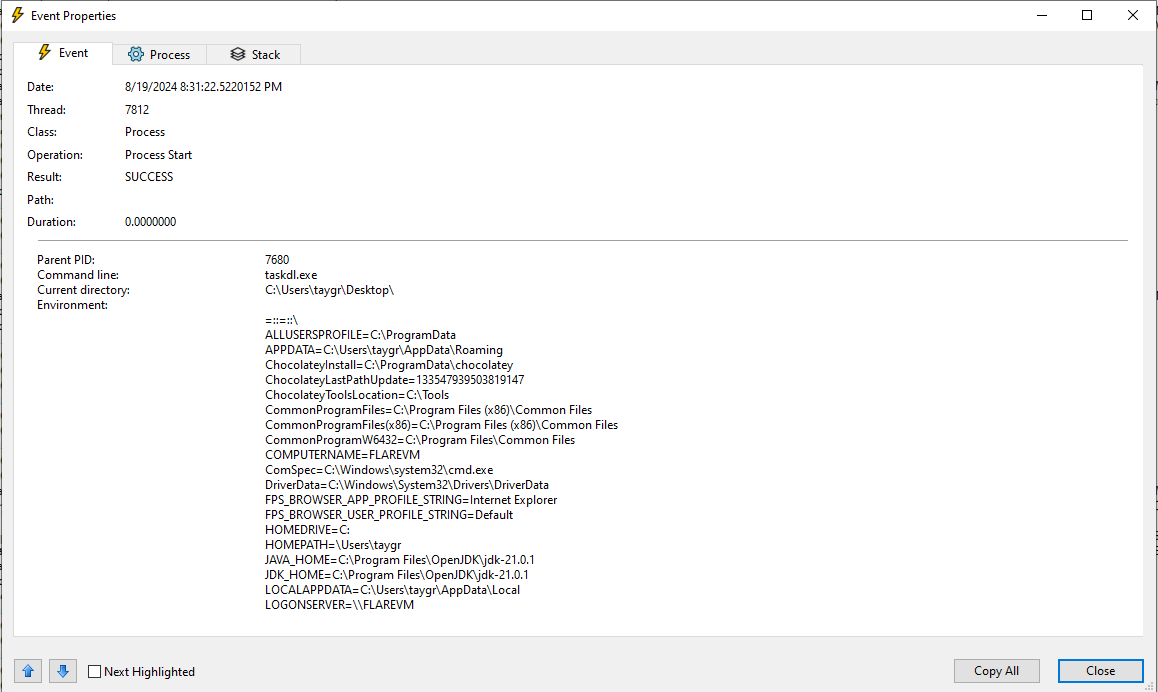 Event Properties
Event Process Stack
Date: 8/19/2024 8:31:22.5220152 PM
Thread: 7812
Class: Process
Operation: Process Start
Result: SUCCESS
Path:
Duration: 0.0000000
Parent PID: 7680
Command line: taskdl.exe
Current directory: C:\Users\taygr\Desktop\
Environment:
=::=::\
ALLUSERSPROFILE=C:\ProgramData
APPDATA=C:\Users\taygr\AppData\Roaming
ChocolateyInstall=C:\ProgramData\chocolatey
ChocolateyLastPathUpdate=133547939503819147
ChocolateyToolsLocation=C:\Tools
CommonProgramFiles=C:\Program Files (x86)\Common Files
CommonProgramFiles(x86)=C:\Program Files (x86)\Common Files
CommonProgramW6432=C:\Program Files\Common Files
COMPUTERNAME=FLAREVM
ComSpec=C:\Windows\system32\cmd.exe
DriverData=C:\Windows\System32\Drivers\DriverData
FPS_BROWSER_APP_PROFILE_STRING=Internet Explorer
FPS_BROWSER_USER_PROFILE_STRING=Default
HOMEDRIVE=C:
HOMEPATH=\Users\taygr
JAVA_HOME=C:\Program Files\OpenJDK\jdk-21.0.1
JDK_HOME=C:\Program Files\OpenJDK\jdk-21.0.1
LOCALAPPDATA=C:\Users\taygr\AppData\Local
LOGONSERVER=\\FLAREVM
Next Highlighted Copy All Close